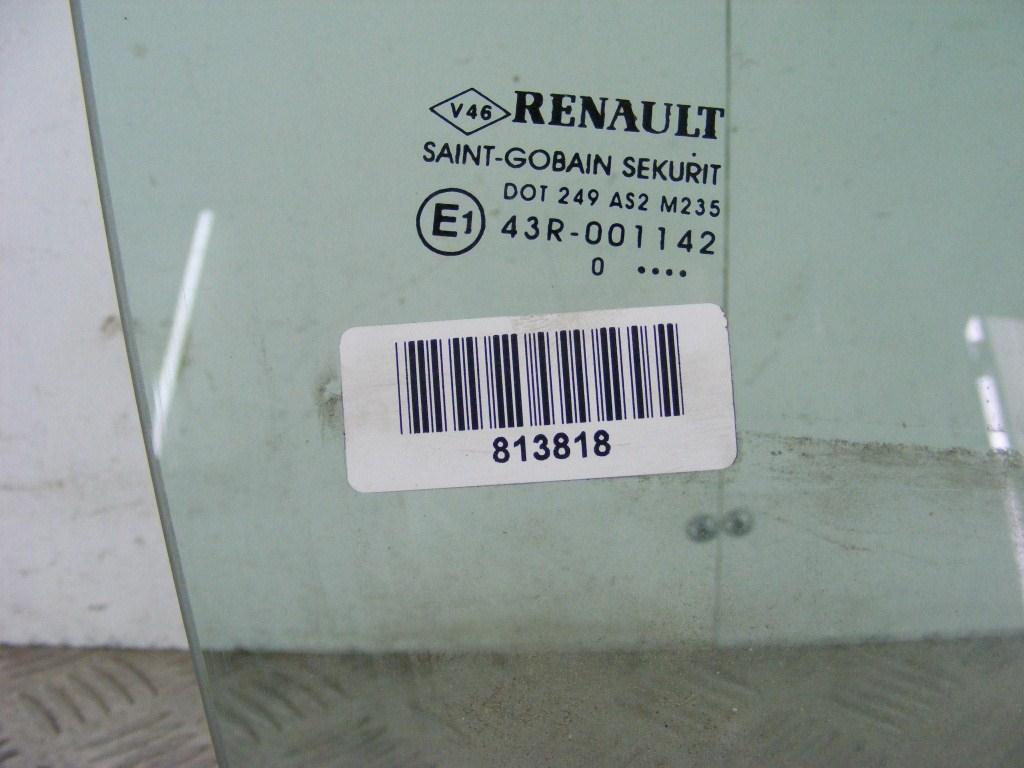 V46 RENAULT
SAINT-GOBAIN SEKURIT
DOT 249 AS2 M235
E1 43R-001142
0 ....
813818